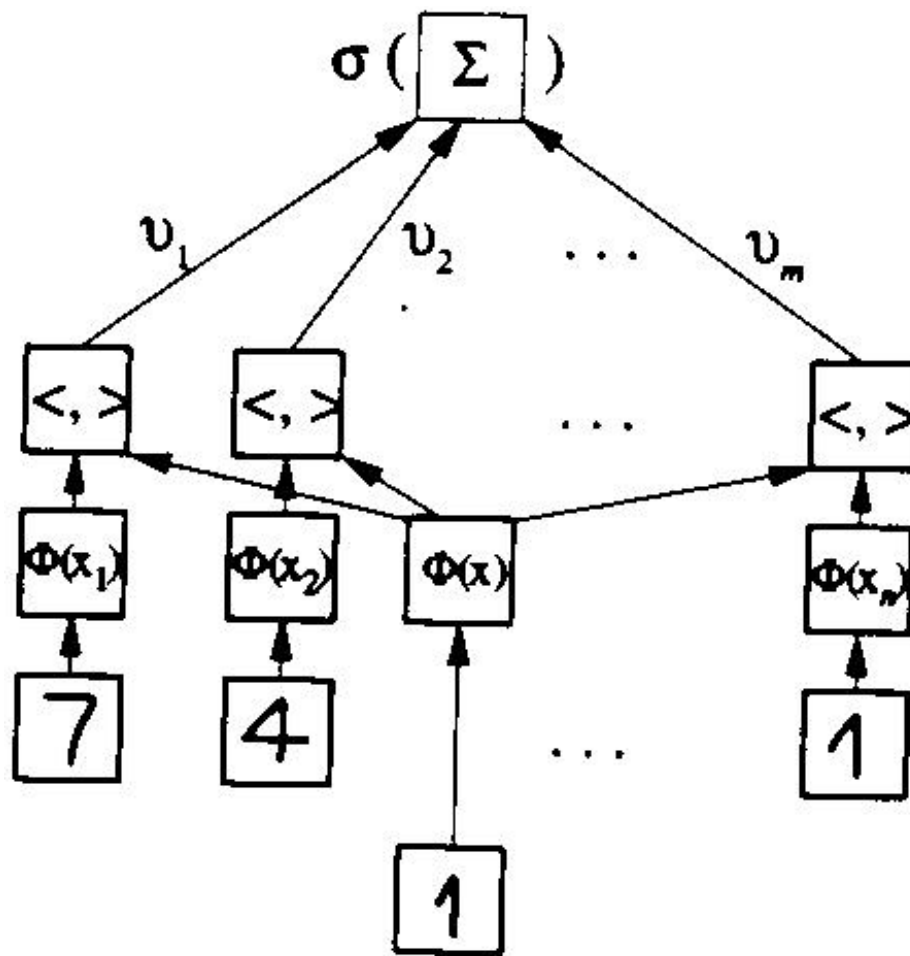 σ ( Σ )
υ1 υ2 . . . υm
<, > <, > . . . <, >
Φ(x1) Φ(x2) Φ(x) Φ(xn)
7 4 . . . 1
1